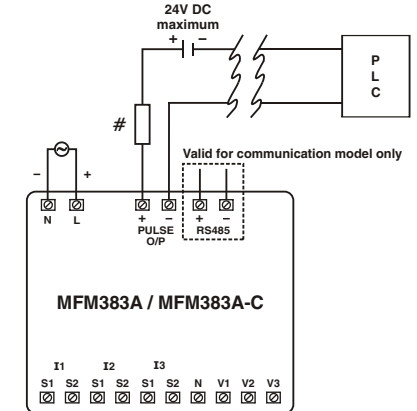 24V DC
maximum
+ −
P
L
C
#
Valid for communication model only
− +
N L
+ − + −
PULSE
O/P
RS485
MFM383A / MFM383A-C
I1 I2 I3
S1 S2 S1 S2 S1 S2 N V1 V2 V3